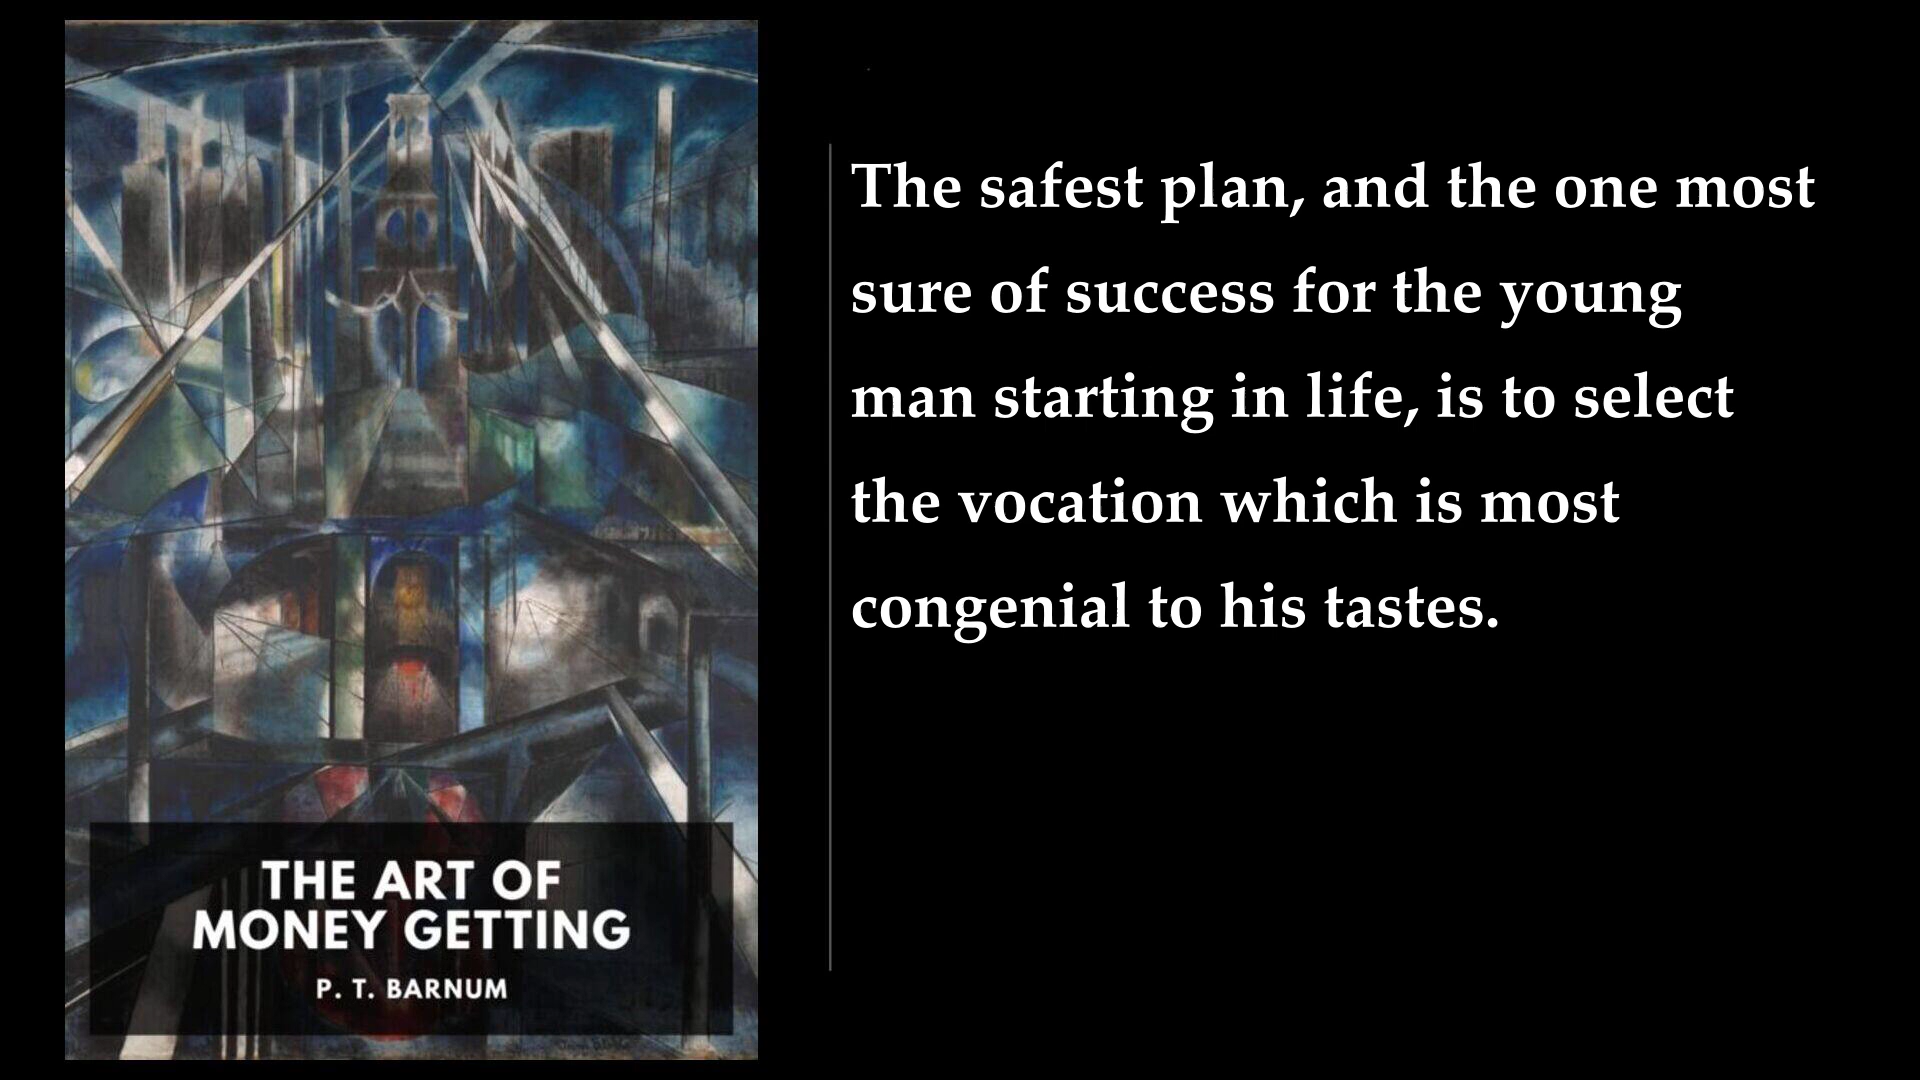 The safest plan, and the one most
sure of success for the young
man starting in life, is to select
the vocation which is most
congenial to his tastes.
THE ART OF
MONEY GETTING
P. T. BARNUM